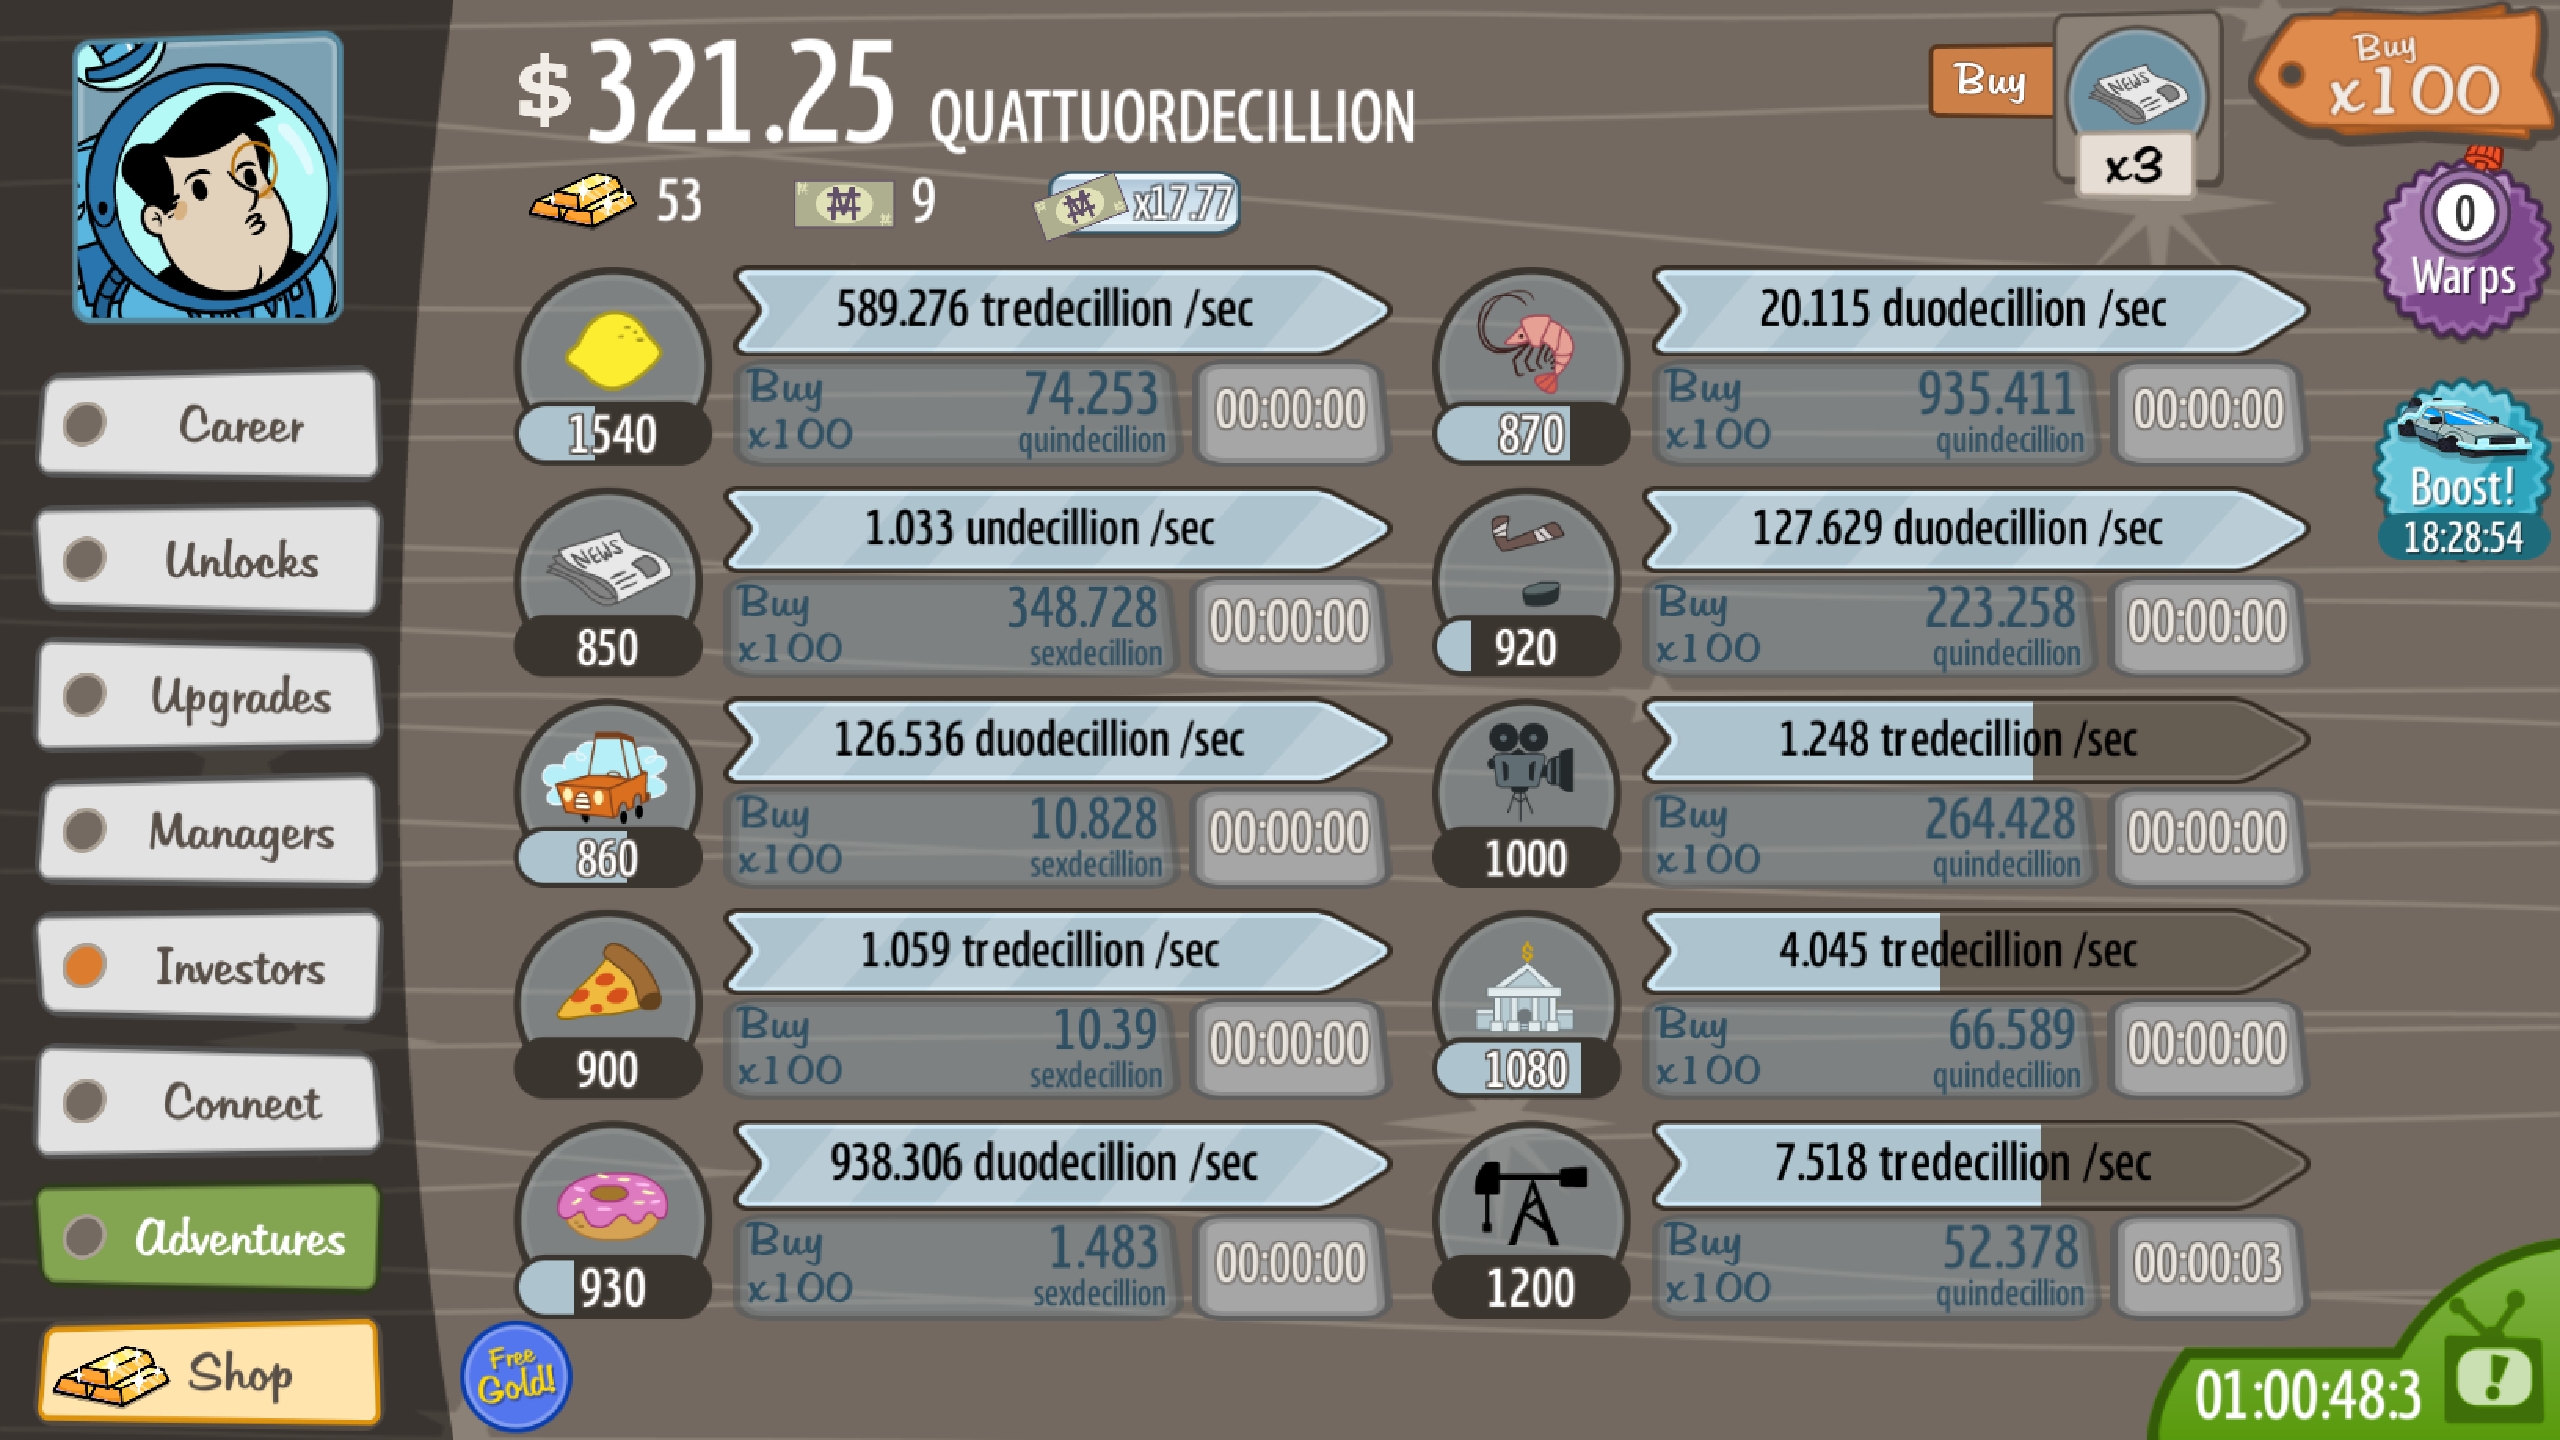 $ 321.25 QUATTUORDECILLION
53
9
x17.77
Buy
NEWS
x3
Buy
x100
0
Warps
Boost!
18:28:54
Career
Unlocks
Upgrades
Managers
Investors
Connect
Adventures
Shop
1540
589.276 tredecillion /sec
Buy
x100
74.253
quindecillion
00:00:00
870
20.115 duodecillion /sec
Buy
x100
935.411
quindecillion
00:00:00
NEWS
850
1.033 undecillion /sec
Buy
x100
348.728
sexdecillion
00:00:00
920
127.629 duodecillion /sec
Buy
x100
223.258
quindecillion
00:00:00
860
126.536 duodecillion /sec
Buy
x100
10.828
sexdecillion
00:00:00
1000
1.248 tredecillion /sec
Buy
x100
264.428
quindecillion
00:00:00
900
1.059 tredecillion /sec
Buy
x100
10.39
sexdecillion
00:00:00
$
1080
4.045 tredecillion /sec
Buy
x100
66.589
quindecillion
00:00:00
930
938.306 duodecillion /sec
Buy
x100
1.483
sexdecillion
00:00:00
1200
7.518 tredecillion /sec
Buy
x100
52.378
quindecillion
00:00:03
Free
Gold!
01:00:48:3
!